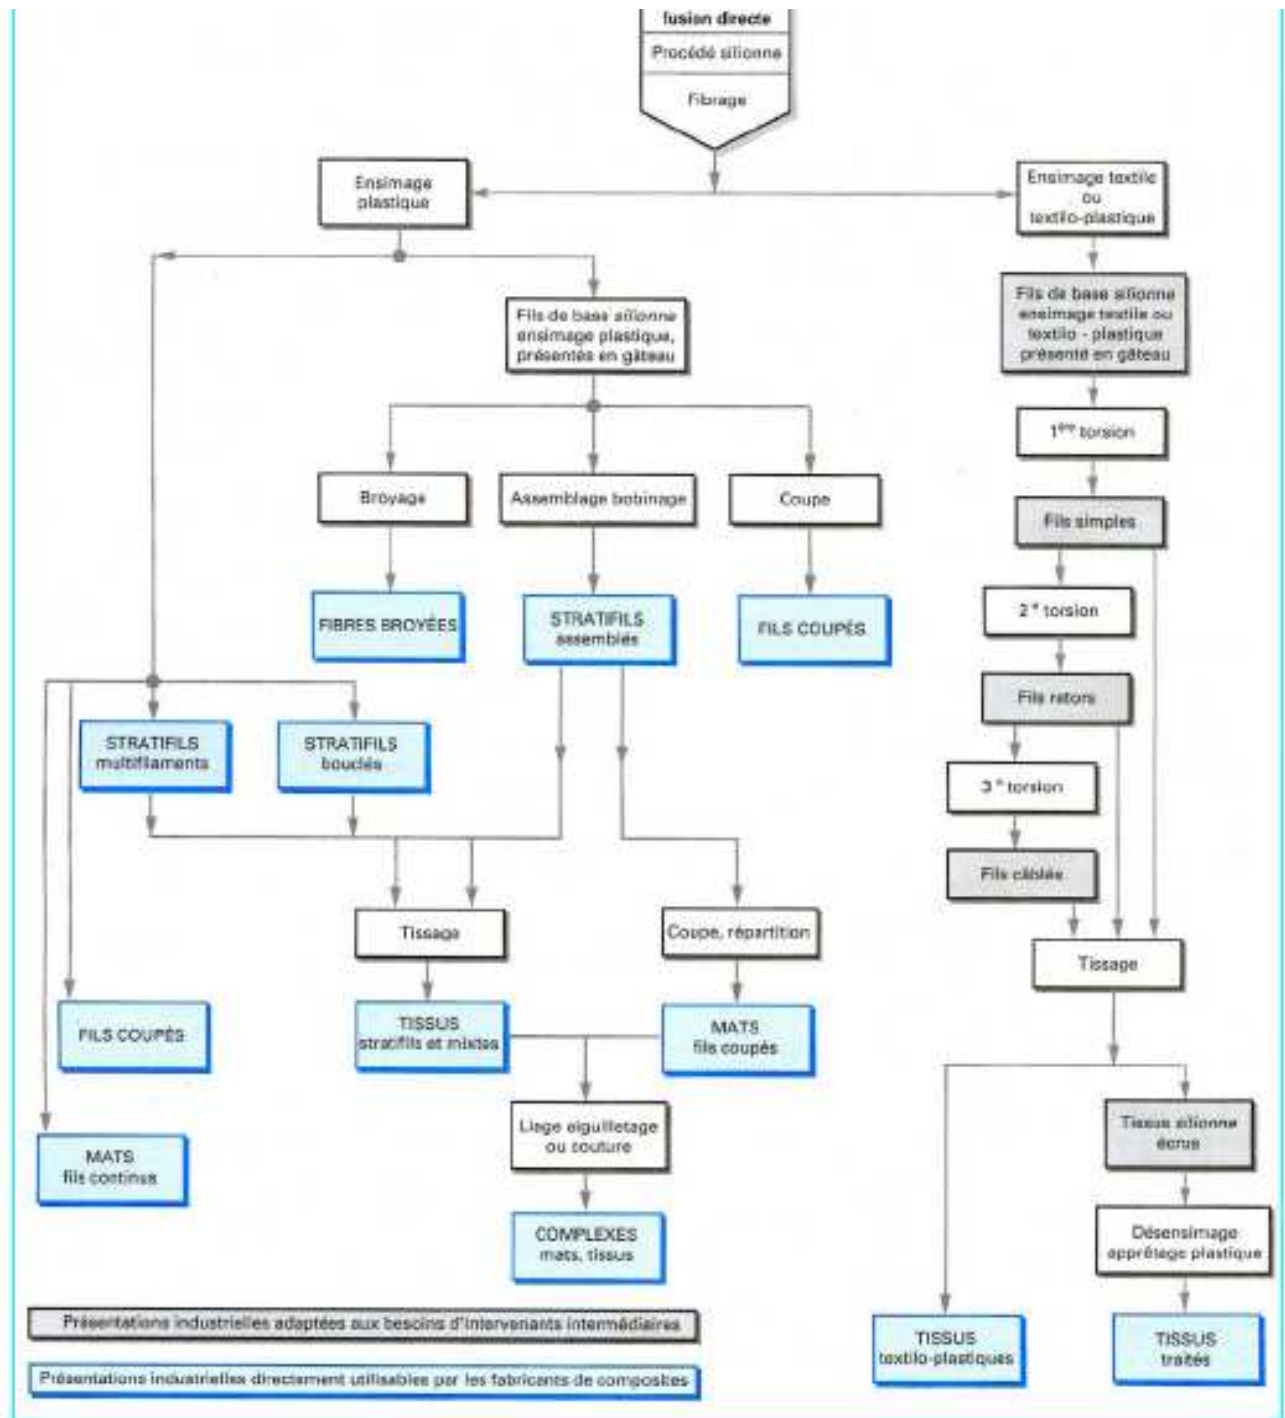 fusion directe
Procédé silionne
Fibrage
Ensimage
plastique
Ensimage textile
ou
textilo-plastique
Fils de base silionne
ensimage plastique,
présentés en gâteau
Fils de base silionne
ensimage textile ou
textilo - plastique
présenté en gâteau
1ère torsion
Broyage
Assemblage bobinage
Coupe
Fils simples
FIBRES BROYÉES
STRATIFILS
assemblés
FILS COUPÉS
2e torsion
Fils retors
STRATIFILS
multifilaments
STRATIFILS
bouclés
3e torsion
Fils câblés
Tissage
Coupe, répartition
Tissage
FILS COUPÉS
TISSUS
stratifils et mixtes
MATS
fils coupés
MATS
fils continus
Liage aiguilletage
ou couture
Tissus silionne
écrus
COMPLEXES
mats, tissus
Désensimage
apprêtage plastique
Présentations industrielles adaptées aux besoins d'intervenants intermédiaires
TISSUS
textilo-plastiques
TISSUS
traités
Présentations industrielles directement utilisables par les fabricants de composites